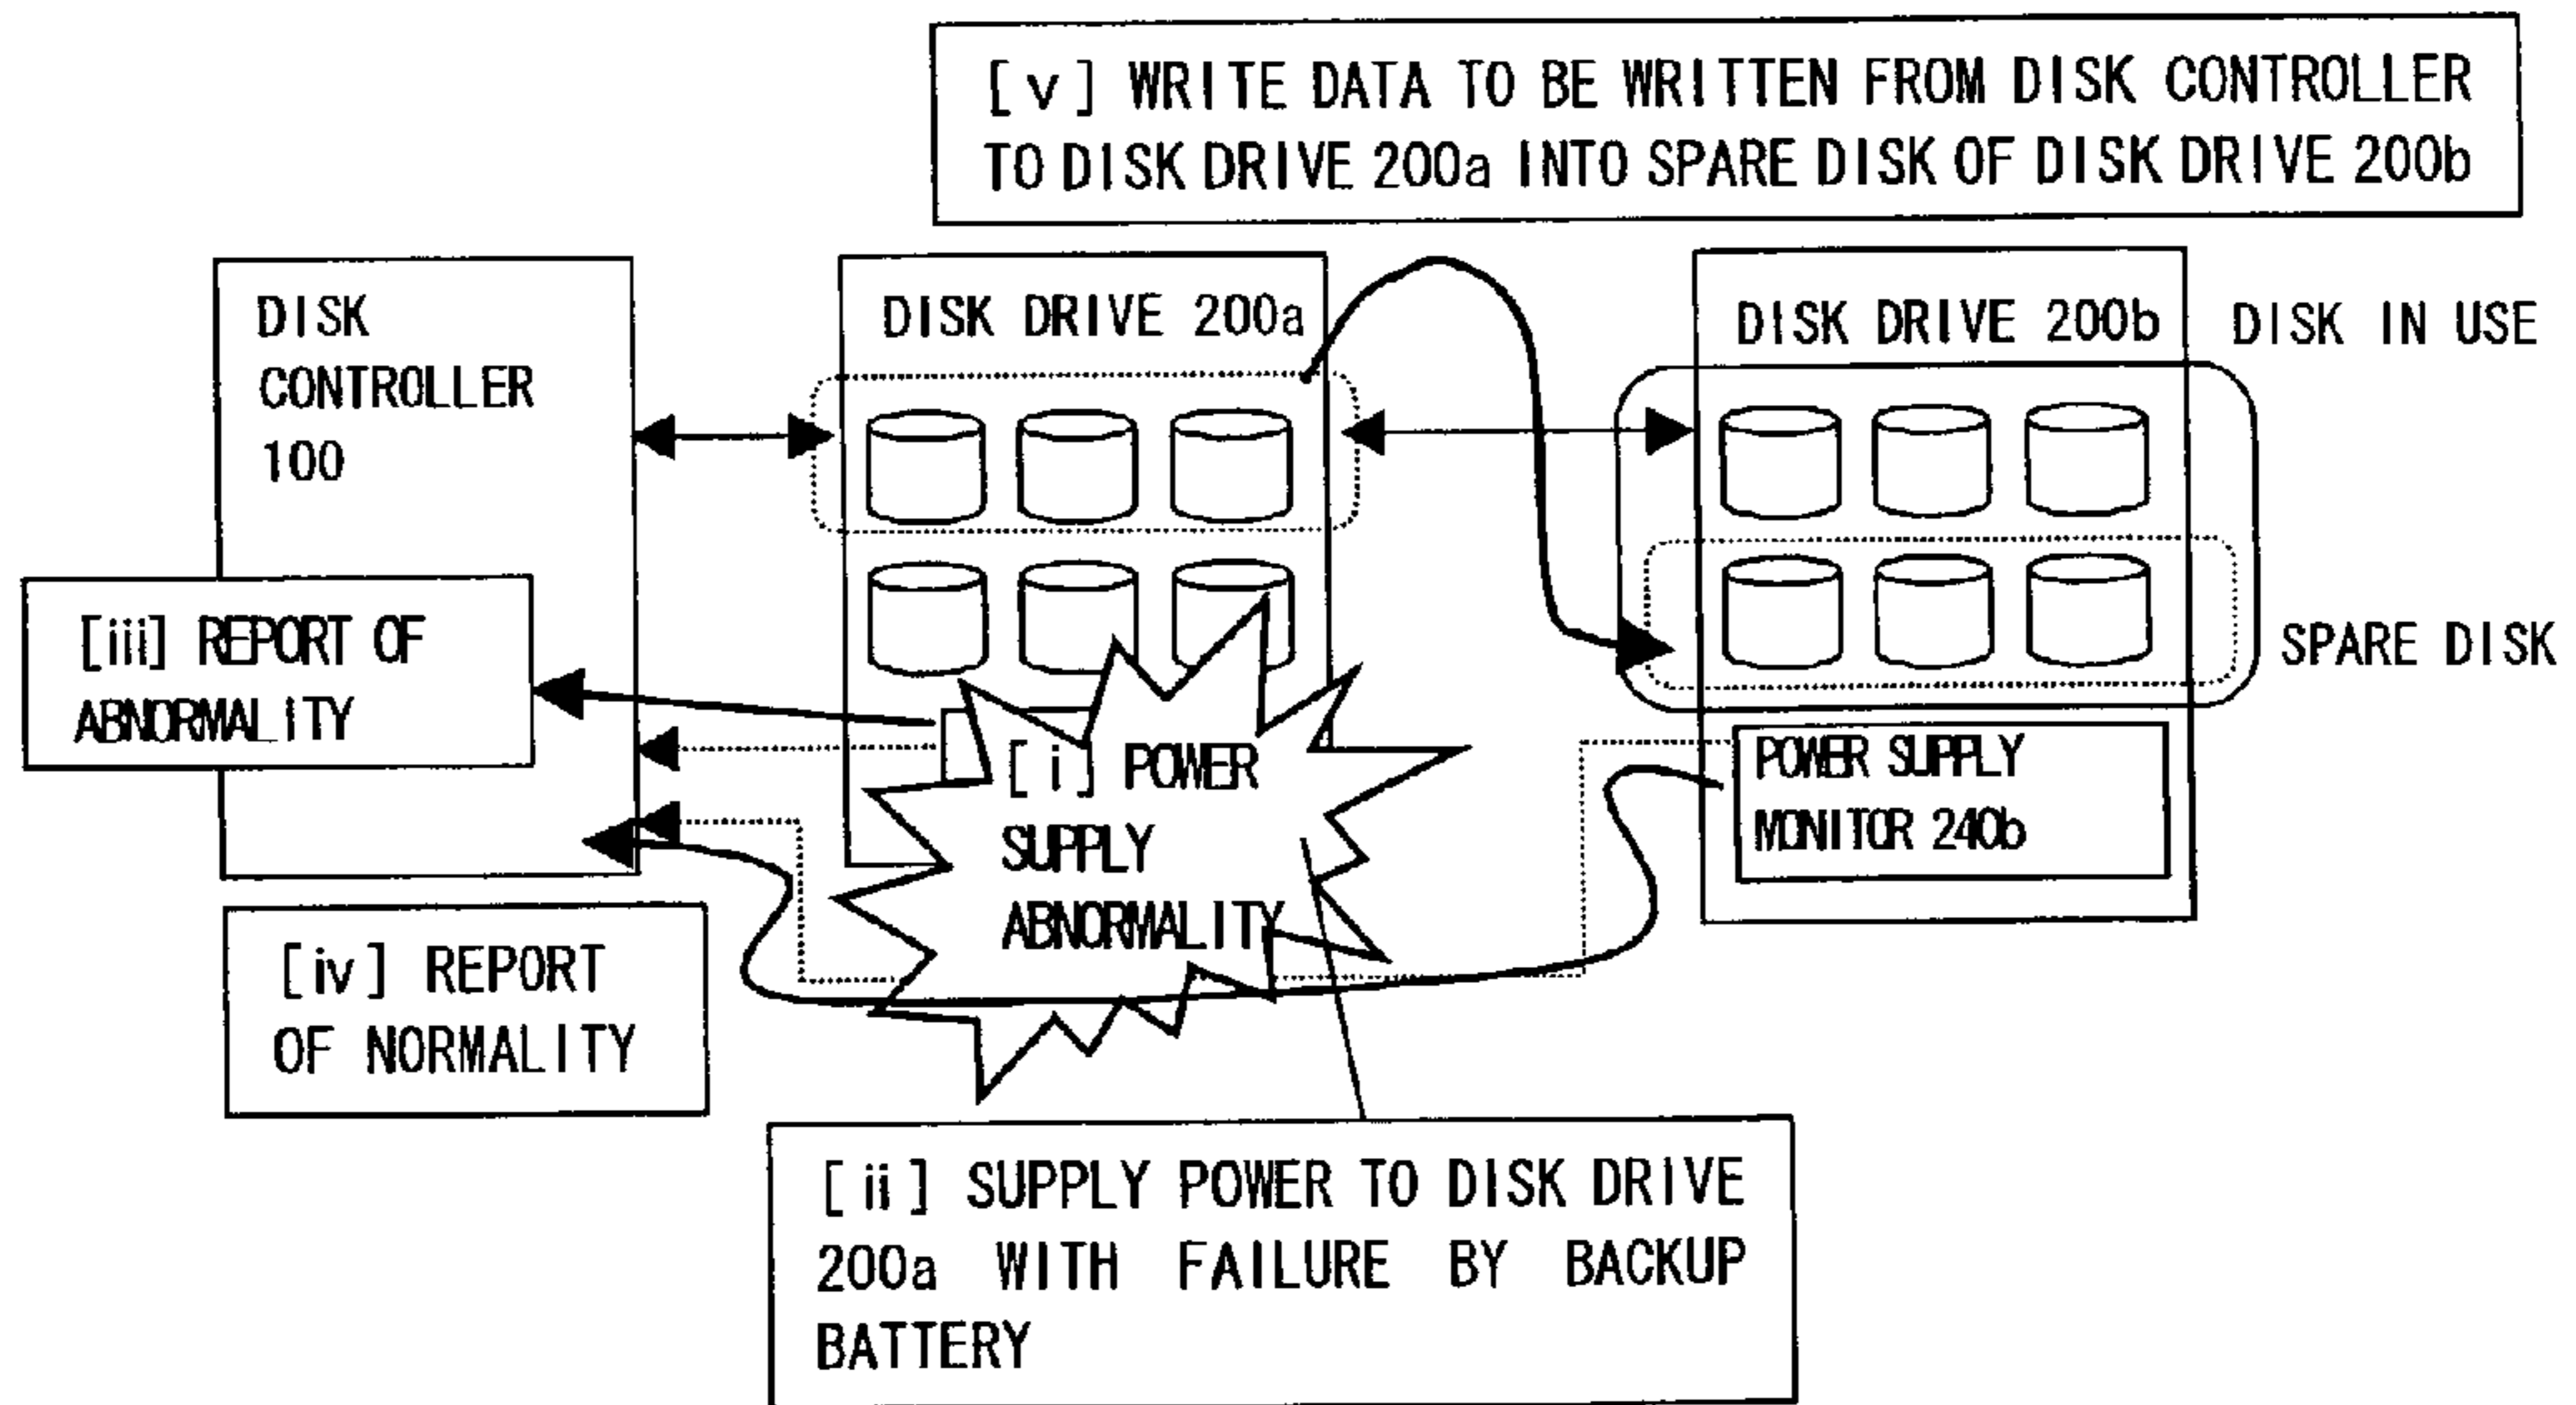 [v] WRITE DATA TO BE WRITTEN FROM DISK CONTROLLER
TO DISK DRIVE 200a INTO SPARE DISK OF DISK DRIVE 200b
DISK
CONTROLLER
100
DISK DRIVE 200a
DISK DRIVE 200b
DISK IN USE
[iii] REPORT OF
ABNORMALITY
SPARE DISK
[i] POWER
SUPPLY
ABNORMALITY
POWER SUPPLY
MONITOR 240b
[iv] REPORT
OF NORMALITY
[ii] SUPPLY POWER TO DISK DRIVE
200a WITH FAILURE BY BACKUP
BATTERY